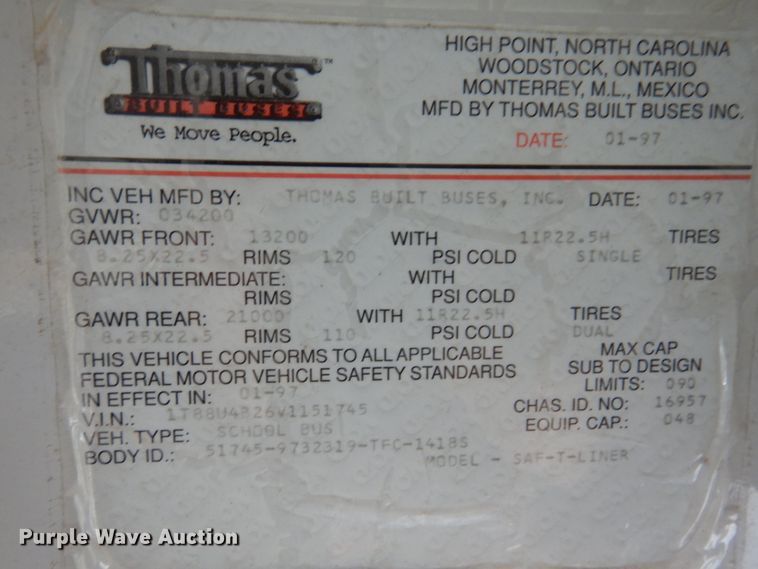 Thomas™
BUILT BUSES
We Move People.
HIGH POINT, NORTH CAROLINA
WOODSTOCK, ONTARIO
MONTERREY, M.L., MEXICO
MFD BY THOMAS BUILT BUSES INC.
DATE: 01-97
INC VEH MFD BY: THOMAS BUILT BUSES, INC. DATE: 01-97
GVWR: 034200
GAWR FRONT: 13200 WITH 11R22.5H TIRES
8.25X22.5 RIMS 120 PSI COLD SINGLE
GAWR INTERMEDIATE: WITH TIRES
RIMS PSI COLD
GAWR REAR: 21000 WITH 11R22.5H TIRES
8.25X22.5 RIMS 110 PSI COLD DUAL
THIS VEHICLE CONFORMS TO ALL APPLICABLE
FEDERAL MOTOR VEHICLE SAFETY STANDARDS
IN EFFECT IN: 01-97
V.I.N.: 1T88U4B26V1151745
VEH. TYPE: SCHOOL BUS
BODY ID.: 51745-9732319-TFC-1418S
MAX CAP
SUB TO DESIGN
LIMITS: 090
CHAS. ID. NO: 16957
EQUIP. CAP.: 048
MODEL - SAF-T-LINER
Purple Wave Auction